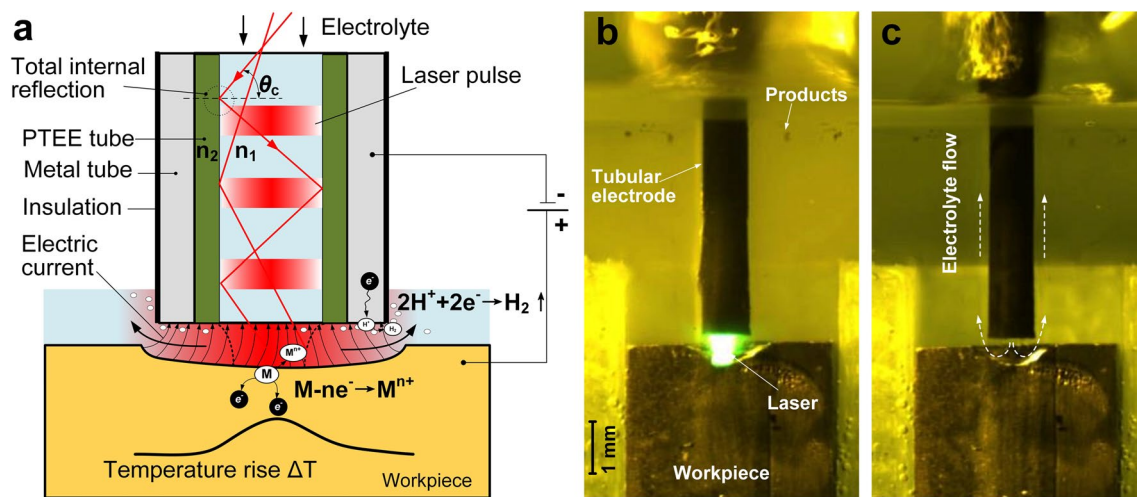 a
Electrolyte
Total internal
reflection
θc
Laser pulse
PTEE tube
n2
n1
Metal tube
Insulation
-
+
Electric
current
e-
2H⁺+2e⁻→H₂↑
H⁺
H₂
Mⁿ⁺
M
M-ne⁻→Mⁿ⁺
e-
e-
Temperature rise ΔT
Workpiece
b
Products
Tubular
electrode
Laser
1 mm
Workpiece
c
Electrolyte flow